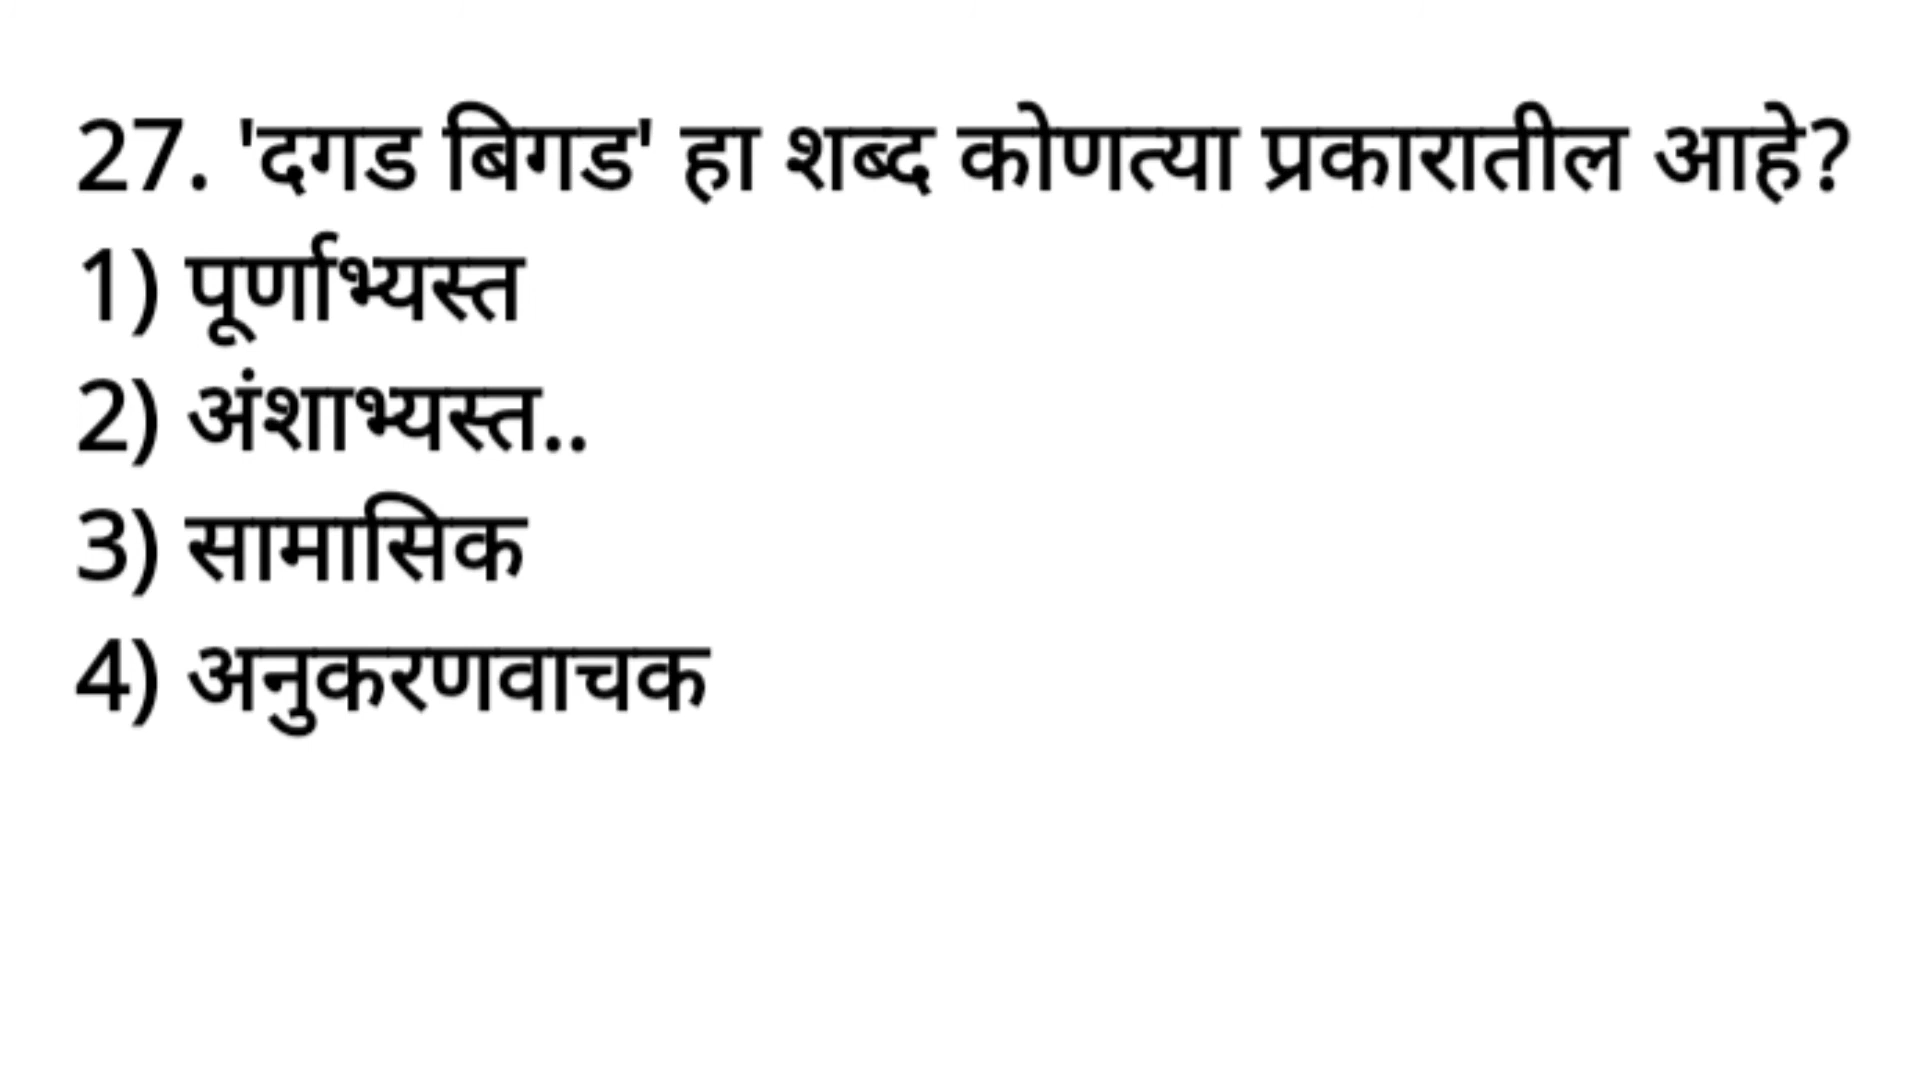 27. 'दगड बिगड' हा शब्द कोणत्या प्रकारातील आहे?
1) पूर्णाभ्यस्त
2) अंशाभ्यस्त..
3) सामासिक
4) अनुकरणवाचक